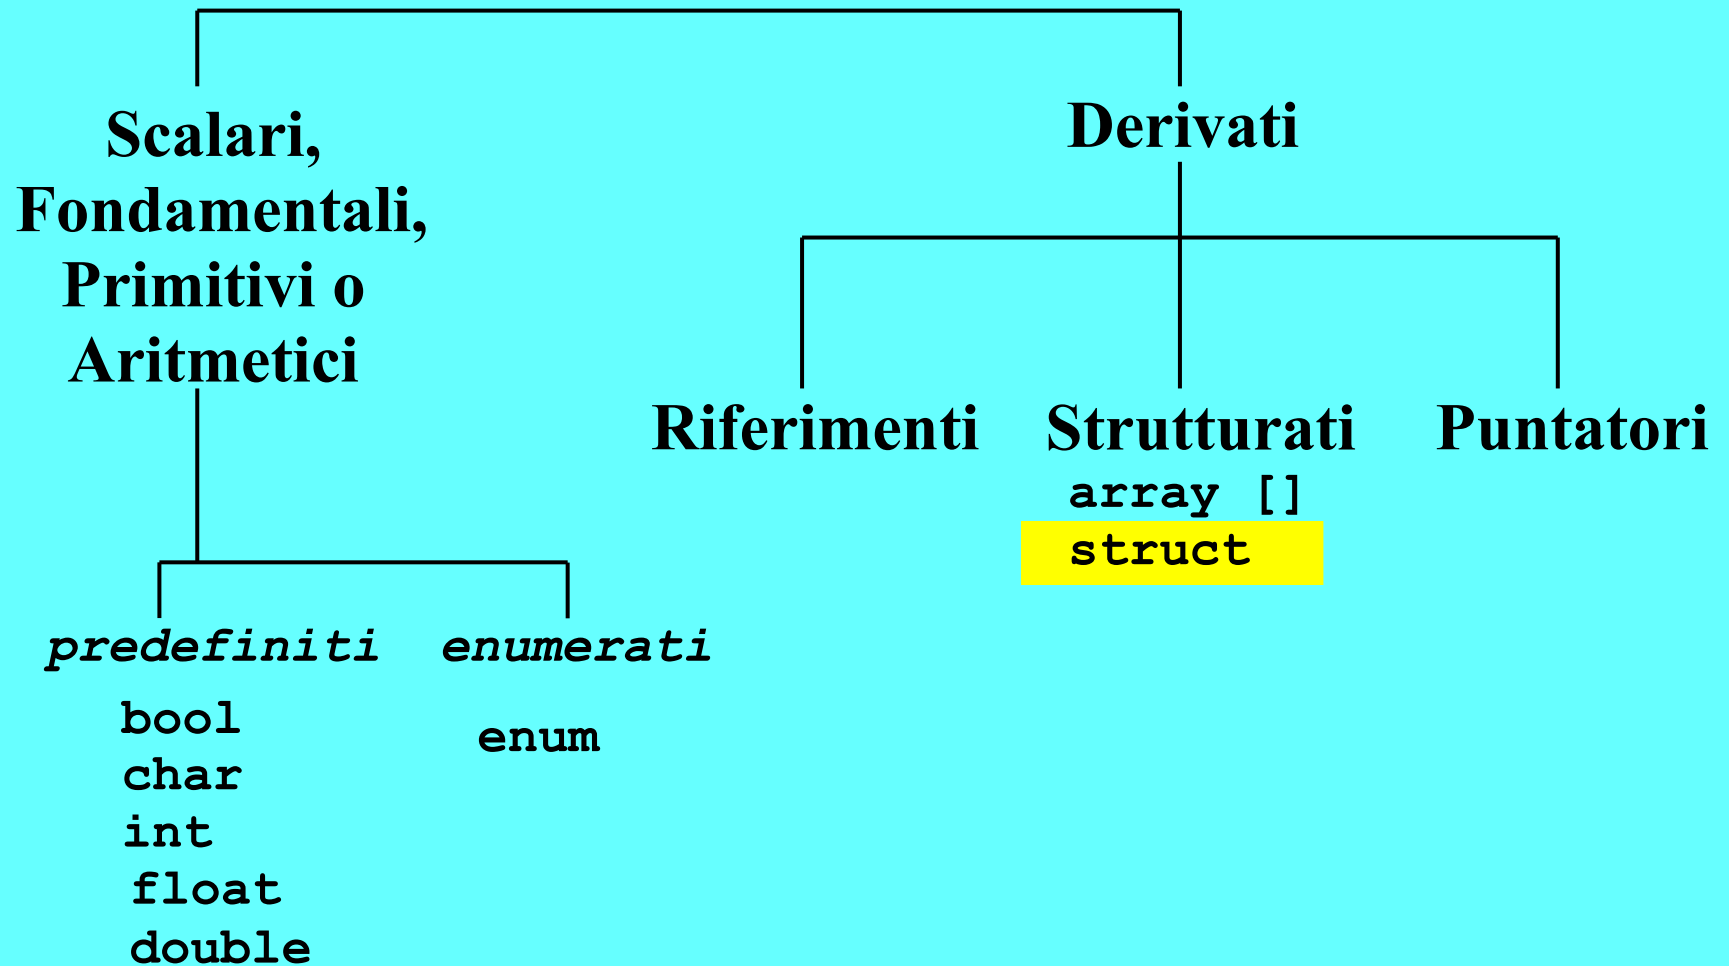 Scalari,
Fondamentali,
Primitivi o
Aritmetici
Derivati
Riferimenti
Strutturati
array []
struct
Puntatori
predefiniti
bool
char
int
float
double
enumerati
enum